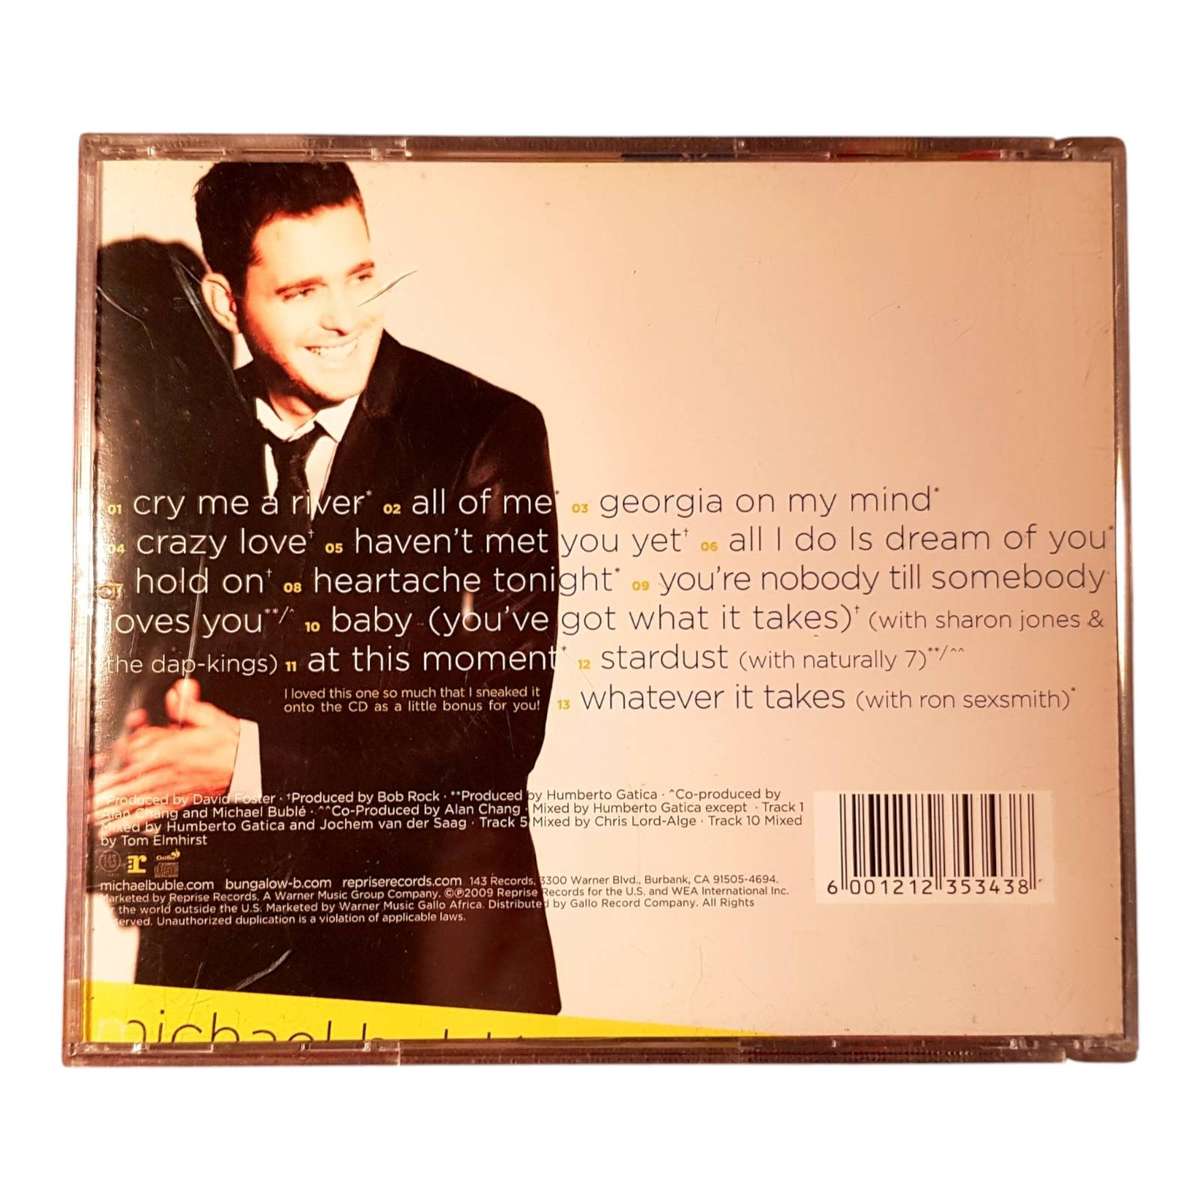 01 cry me a river* 02 all of me* 03 georgia on my mind*
04 crazy love† 05 haven't met you yet† 06 all I do Is dream of you*
07 hold on† 08 heartache tonight* 09 you're nobody till somebody
loves you**/^ 10 baby (you've got what it takes)† (with sharon jones &
the dap-kings) 11 at this moment* 12 stardust (with naturally 7)**/^^
I loved this one so much that I sneaked it
onto the CD as a little bonus for you! 13 whatever it takes (with ron sexsmith)*
*Produced by David Foster · †Produced by Bob Rock · **Produced by Humberto Gatica · ^Co-produced by
Alan Chang and Michael Bublé · ^^Co-Produced by Alan Chang · Mixed by Humberto Gatica except · Track 1
Mixed by Humberto Gatica and Jochem van der Saag · Track 5 Mixed by Chris Lord-Alge · Track 10 Mixed
by Tom Elmhirst
143 r Gallo
michaelbuble.com bungalow-b.com repriserecords.com 143 Records, 3300 Warner Blvd., Burbank, CA 91505-4694.
Marketed by Reprise Records, A Warner Music Group Company. ©℗2009 Reprise Records for the U.S. and WEA International Inc.
the world outside the U.S. Marketed by Warner Music Gallo Africa. Distributed by Gallo Record Company. All Rights
Reserved. Unauthorized duplication is a violation of applicable laws.
6 001212 353438
michael bublé